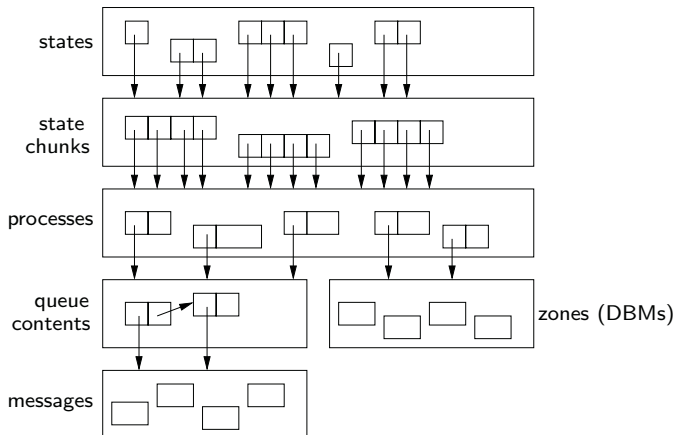 states
state
chunks
processes
queue
contents
zones (DBMs)
messages